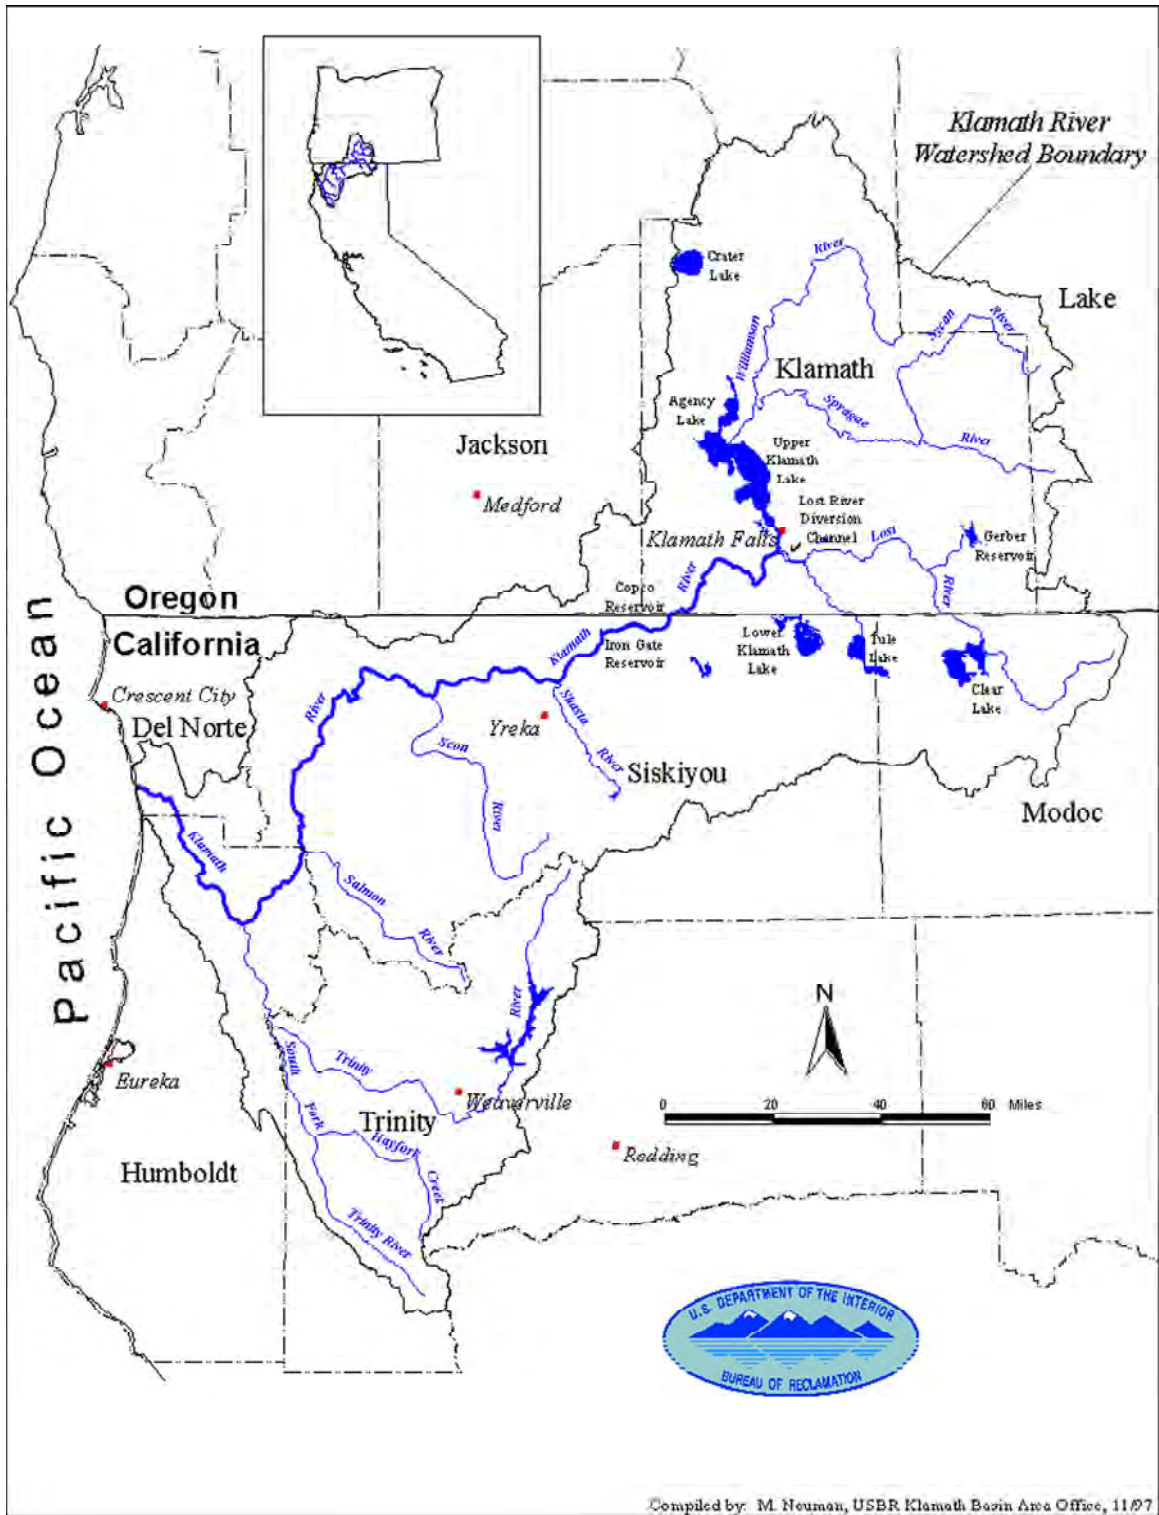 Klamath River
Watershed Boundary
Crater
Lake
River
Sycan
River
Lake
Williamson
Klamath
Agency
Lake
Sprague
River
Jackson
Upper
Klamath
Lake
Medford
Lost River
Diversion
Channel
Klamath Falls
Lost
Gerber
Reservoir
River
River
Copco
Reservoir
Oregon
California
Klamath
Iron Gate
Reservoir
Lower
Klamath
Lake
Tule
Lake
Clear
Lake
Crescent City
Del Norte
River
Shasta
River
Yreka
Scott
River
Siskiyou
Modoc
Pacific Ocean
Klamath
Salmon
River
River
N
Eureka
South
Fork
Trinity
Weaverville
Trinity
Hayfork
Creek
0 20 40 60 Miles
Redding
Humboldt
Trinity River
U.S. DEPARTMENT OF THE INTERIOR
BUREAU OF RECLAMATION
Compiled by: M. Neuman, USBR Klamath Basin Area Office, 11/97